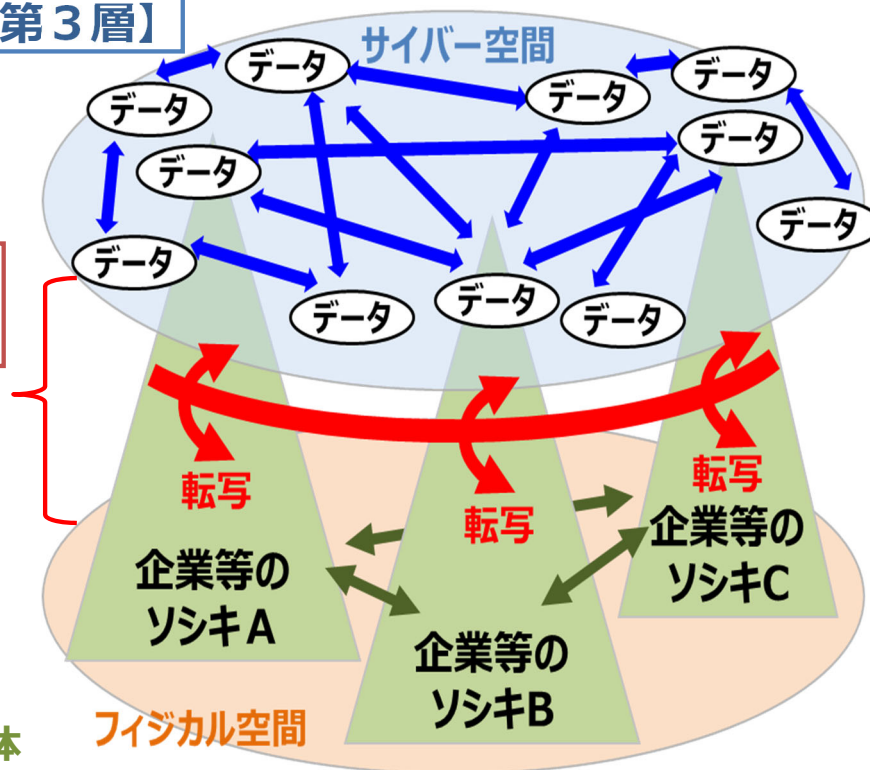 第３層】
サイバー空間
データ
データ
データ
データ
データ
データ
データ
データ
データ
データ
データ
データ
転写
転写
転写
企業等の
ソシキA
企業等の
ソシキB
企業等の
ソシキC
フィジカル空間
体